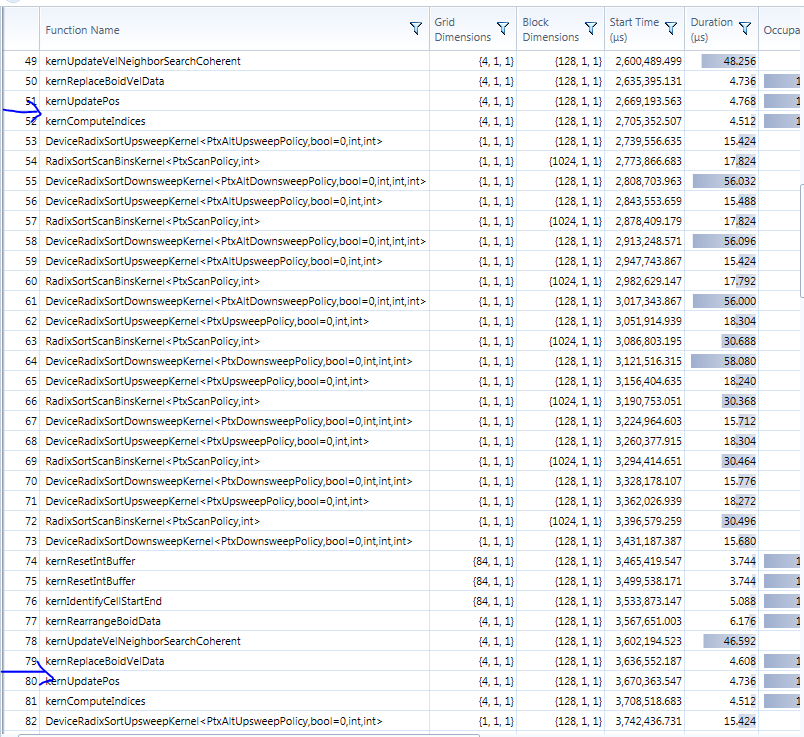 Function Name Grid Dimensions Block Dimensions Start Time (µs) Duration (µs) Occupa
49 kernUpdateVelNeighborSearchCoherent {4, 1, 1} {128, 1, 1} 2,600,489.499 48.256
50 kernReplaceBoidVelData {4, 1, 1} {128, 1, 1} 2,635,395.131 4.736 1
51 kernUpdatePos {4, 1, 1} {128, 1, 1} 2,669,193.563 4.768 1
52 kernComputeIndices {4, 1, 1} {128, 1, 1} 2,705,352.507 4.512 1
53 DeviceRadixSortUpsweepKernel<PtxAltUpsweepPolicy,bool=0,int,int> {1, 1, 1} {128, 1, 1} 2,739,556.635 15.424
54 RadixSortScanBinsKernel<PtxScanPolicy,int> {1, 1, 1} {1024, 1, 1} 2,773,866.683 17.824
55 DeviceRadixSortDownsweepKernel<PtxAltDownsweepPolicy,bool=0,int,int,int> {1, 1, 1} {128, 1, 1} 2,808,703.963 56.032
56 DeviceRadixSortUpsweepKernel<PtxAltUpsweepPolicy,bool=0,int,int> {1, 1, 1} {128, 1, 1} 2,843,553.659 15.488
57 RadixSortScanBinsKernel<PtxScanPolicy,int> {1, 1, 1} {1024, 1, 1} 2,878,409.179 17.824
58 DeviceRadixSortDownsweepKernel<PtxAltDownsweepPolicy,bool=0,int,int,int> {1, 1, 1} {128, 1, 1} 2,913,248.571 56.096
59 DeviceRadixSortUpsweepKernel<PtxAltUpsweepPolicy,bool=0,int,int> {1, 1, 1} {128, 1, 1} 2,947,743.867 15.424
60 RadixSortScanBinsKernel<PtxScanPolicy,int> {1, 1, 1} {1024, 1, 1} 2,982,629.147 17.792
61 DeviceRadixSortDownsweepKernel<PtxAltDownsweepPolicy,bool=0,int,int,int> {1, 1, 1} {128, 1, 1} 3,017,343.867 56.000
62 DeviceRadixSortUpsweepKernel<PtxUpsweepPolicy,bool=0,int,int> {1, 1, 1} {128, 1, 1} 3,051,914.939 18.304
63 RadixSortScanBinsKernel<PtxScanPolicy,int> {1, 1, 1} {1024, 1, 1} 3,086,803.195 30.688
64 DeviceRadixSortDownsweepKernel<PtxDownsweepPolicy,bool=0,int,int,int> {1, 1, 1} {128, 1, 1} 3,121,516.315 58.080
65 DeviceRadixSortUpsweepKernel<PtxUpsweepPolicy,bool=0,int,int> {1, 1, 1} {128, 1, 1} 3,156,404.635 18.240
66 RadixSortScanBinsKernel<PtxScanPolicy,int> {1, 1, 1} {1024, 1, 1} 3,190,753.051 30.368
67 DeviceRadixSortDownsweepKernel<PtxDownsweepPolicy,bool=0,int,int,int> {1, 1, 1} {128, 1, 1} 3,224,964.603 15.712
68 DeviceRadixSortUpsweepKernel<PtxUpsweepPolicy,bool=0,int,int> {1, 1, 1} {128, 1, 1} 3,260,377.915 18.304
69 RadixSortScanBinsKernel<PtxScanPolicy,int> {1, 1, 1} {1024, 1, 1} 3,294,414.651 30.464
70 DeviceRadixSortDownsweepKernel<PtxDownsweepPolicy,bool=0,int,int,int> {1, 1, 1} {128, 1, 1} 3,328,178.107 15.776
71 DeviceRadixSortUpsweepKernel<PtxUpsweepPolicy,bool=0,int,int> {1, 1, 1} {128, 1, 1} 3,362,026.939 18.272
72 RadixSortScanBinsKernel<PtxScanPolicy,int> {1, 1, 1} {1024, 1, 1} 3,396,579.259 30.496
73 DeviceRadixSortDownsweepKernel<PtxDownsweepPolicy,bool=0,int,int,int> {1, 1, 1} {128, 1, 1} 3,431,187.387 15.680
74 kernResetIntBuffer {84, 1, 1} {128, 1, 1} 3,465,419.547 3.744 1
75 kernResetIntBuffer {84, 1, 1} {128, 1, 1} 3,499,538.171 3.744 1
76 kernIdentifyCellStartEnd {84, 1, 1} {128, 1, 1} 3,533,873.147 5.088 1
77 kernRearrangeBoidData {4, 1, 1} {128, 1, 1} 3,567,651.003 6.176 1
78 kernUpdateVelNeighborSearchCoherent {4, 1, 1} {128, 1, 1} 3,602,194.523 46.592
79 kernReplaceBoidVelData {4, 1, 1} {128, 1, 1} 3,636,552.187 4.608 1
80 kernUpdatePos {4, 1, 1} {128, 1, 1} 3,670,363.547 4.736 1
81 kernComputeIndices {4, 1, 1} {128, 1, 1} 3,708,518.683 4.512 1
82 DeviceRadixSortUpsweepKernel<PtxAltUpsweepPolicy,bool=0,int,int> {1, 1, 1} {128, 1, 1} 3,742,436.731 15.424